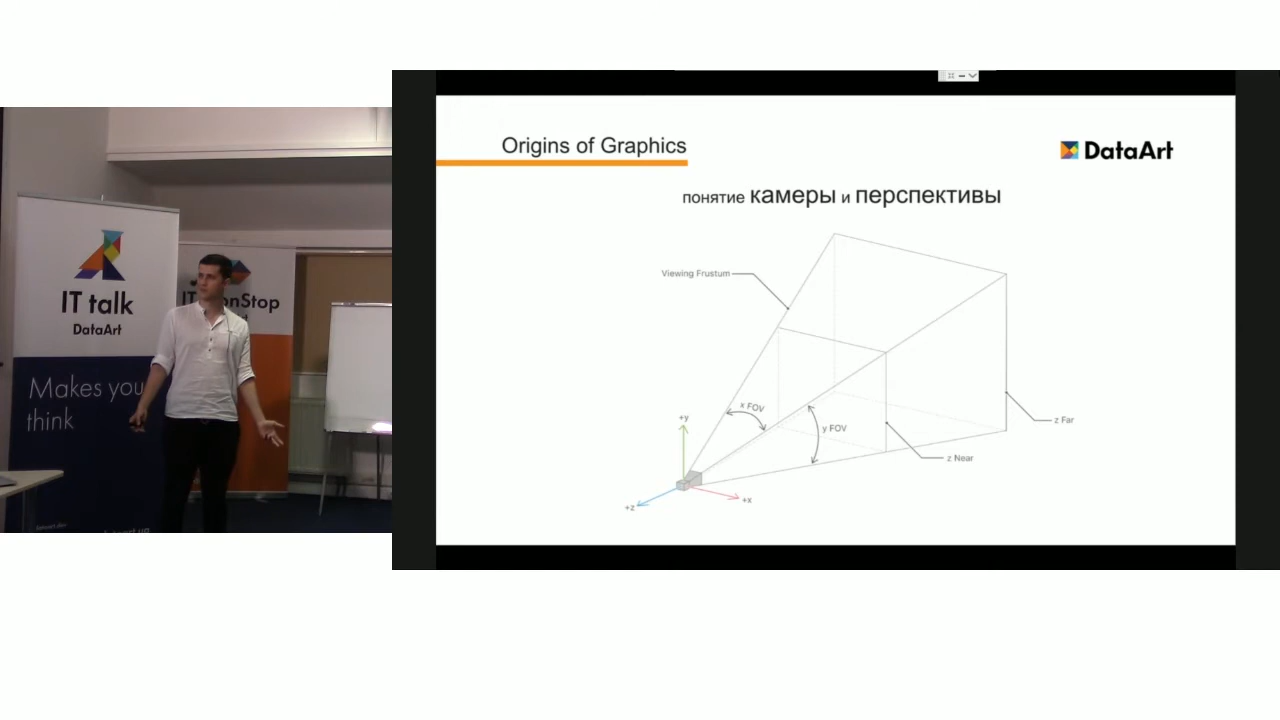 Origins of Graphics
DataArt
понятие камеры и перспективы
Viewing Frustum
x FOV
y FOV
+y
z Far
z Near
+x
+z
IT talk
DataArt
Makes you
think